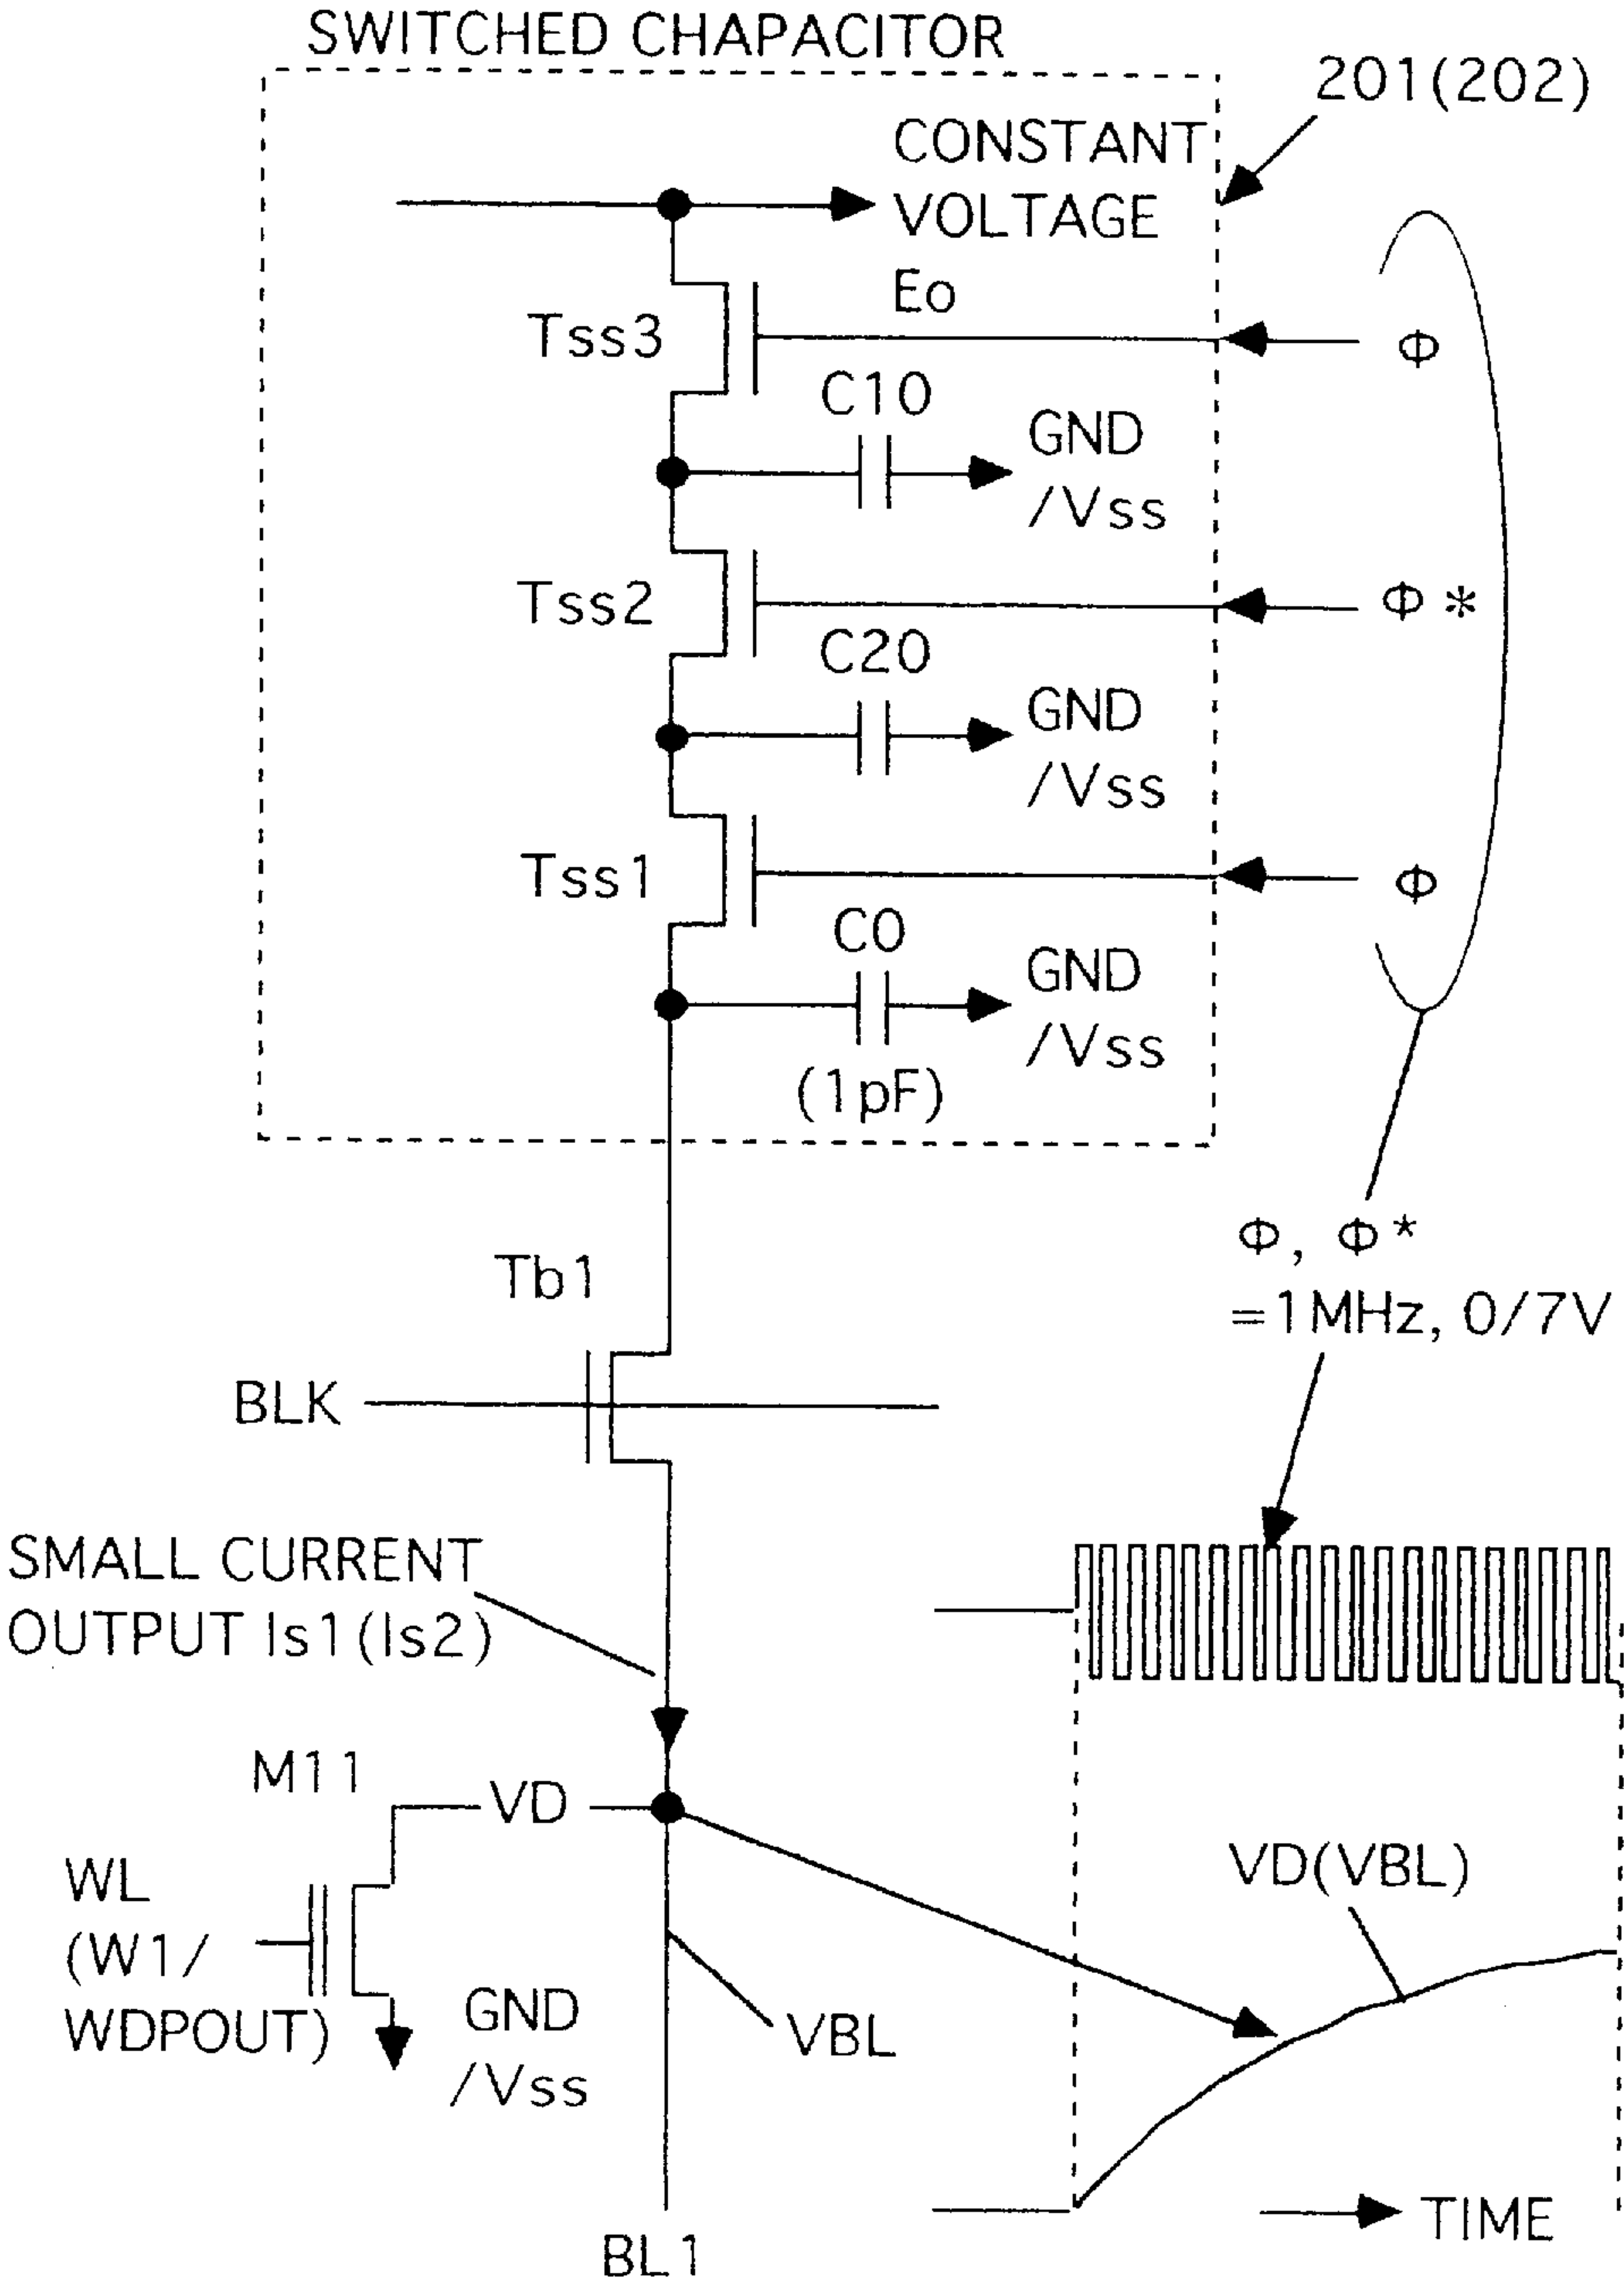 SWITCHED CHAPACITOR
201(202)
CONSTANT
VOLTAGE
Eo
Tss3
Φ
C10
GND
/Vss
Tss2
Φ*
C20
GND
/Vss
Tss1
Φ
C0
GND
/Vss
(1pF)
Φ, Φ*
=1MHz, 0/7V
Tb1
BLK
SMALL CURRENT
OUTPUT Is1(Is2)
M11
VD
WL
(W1/
WDPOUT)
GND
/Vss
VBL
VD(VBL)
TIME
BL1